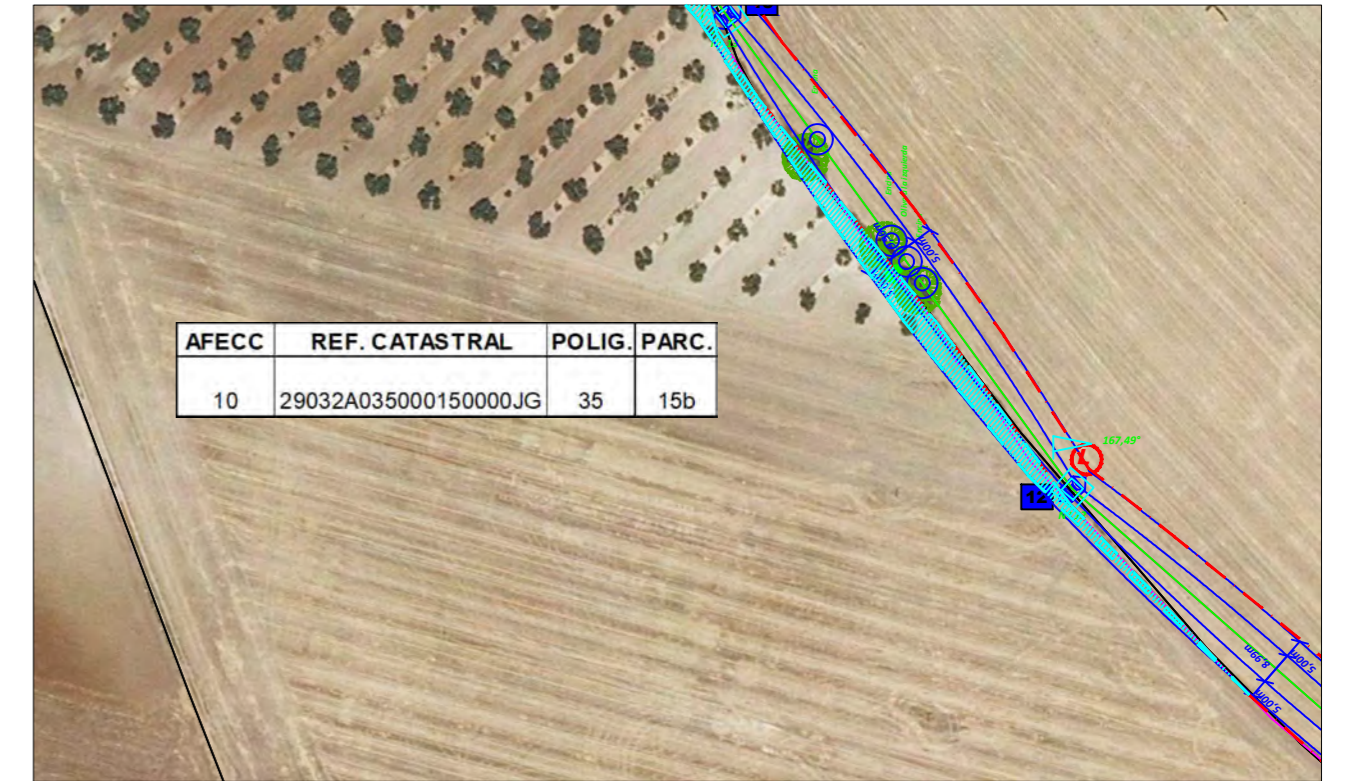 AFECC REF. CATASTRAL POLIG. PARC.
10 29032A035000150000JG 35 15b
5,00m
167,49°
12
8,99m
5,00m
5,00m